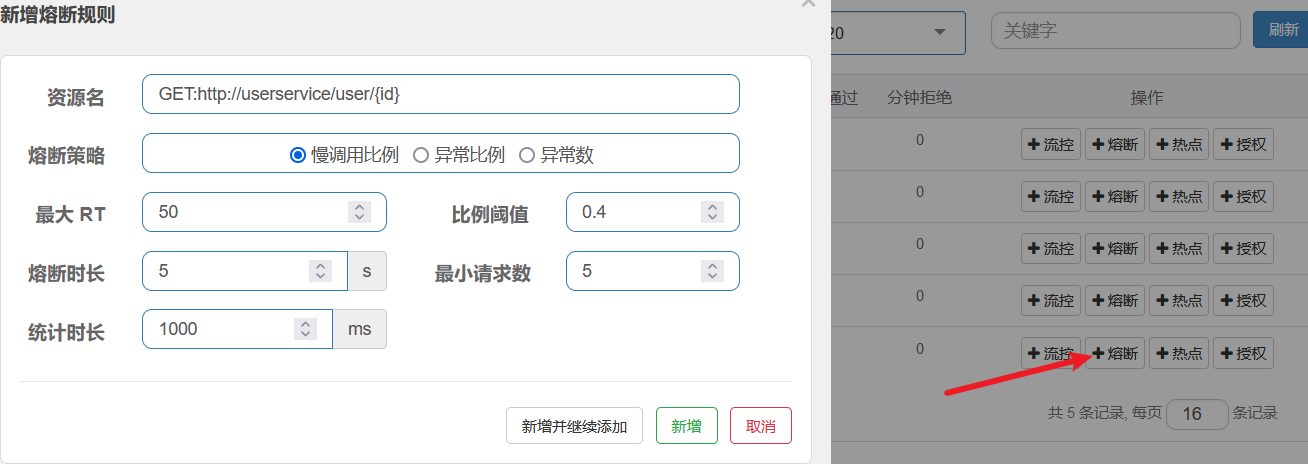 新增熔断规则
资源名 GET:http://userservice/user/{id}
熔断策略 慢调用比例 异常比例 异常数
最大 RT 50 比例阈值 0.4
熔断时长 5 s 最小请求数 5
统计时长 1000 ms
新增并继续添加 新增 取消
20 关键字 刷新
通过 分钟拒绝 操作
0 流控 熔断 热点 授权
0 流控 熔断 热点 授权
0 流控 熔断 热点 授权
0 流控 熔断 热点 授权
0 流控 熔断 热点 授权
共 5 条记录, 每页 16 条记录